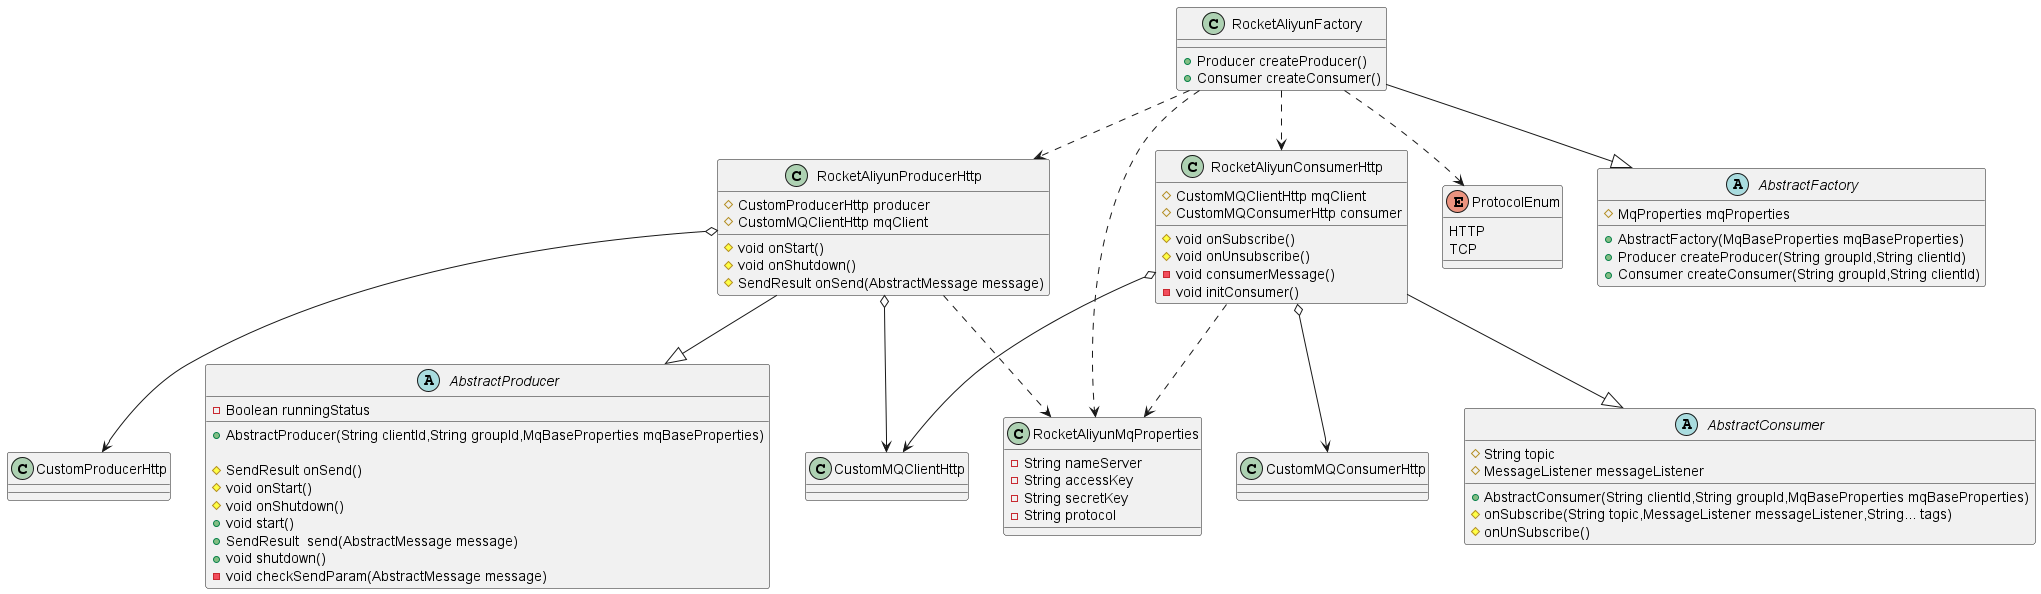 C RocketAliyunFactory
Producer createProducer()
Consumer createConsumer()
C RocketAliyunProducerHttp
CustomProducerHttp producer
CustomMQClientHttp mqClient
void onStart()
void onShutdown()
SendResult onSend(AbstractMessage message)
C RocketAliyunConsumerHttp
CustomMQClientHttp mqClient
CustomMQConsumerHttp consumer
void onSubscribe()
void onUnsubscribe()
void consumerMessage()
void initConsumer()
E ProtocolEnum
HTTP
TCP
A AbstractFactory
MqProperties mqProperties
AbstractFactory(MqBaseProperties mqBaseProperties)
Producer createProducer(String groupId,String clientId)
Consumer createConsumer(String groupId,String clientId)
C CustomProducerHttp
A AbstractProducer
Boolean runningStatus
AbstractProducer(String clientId,String groupId,MqBaseProperties mqBaseProperties)
SendResult onSend()
void onStart()
void onShutdown()
void start()
SendResult  send(AbstractMessage message)
void shutdown()
void checkSendParam(AbstractMessage message)
C CustomMQClientHttp
C RocketAliyunMqProperties
String nameServer
String accessKey
String secretKey
String protocol
C CustomMQConsumerHttp
A AbstractConsumer
String topic
MessageListener messageListener
AbstractConsumer(String clientId,String groupId,MqBaseProperties mqBaseProperties)
onSubscribe(String topic,MessageListener messageListener,String... tags)
onUnSubscribe()